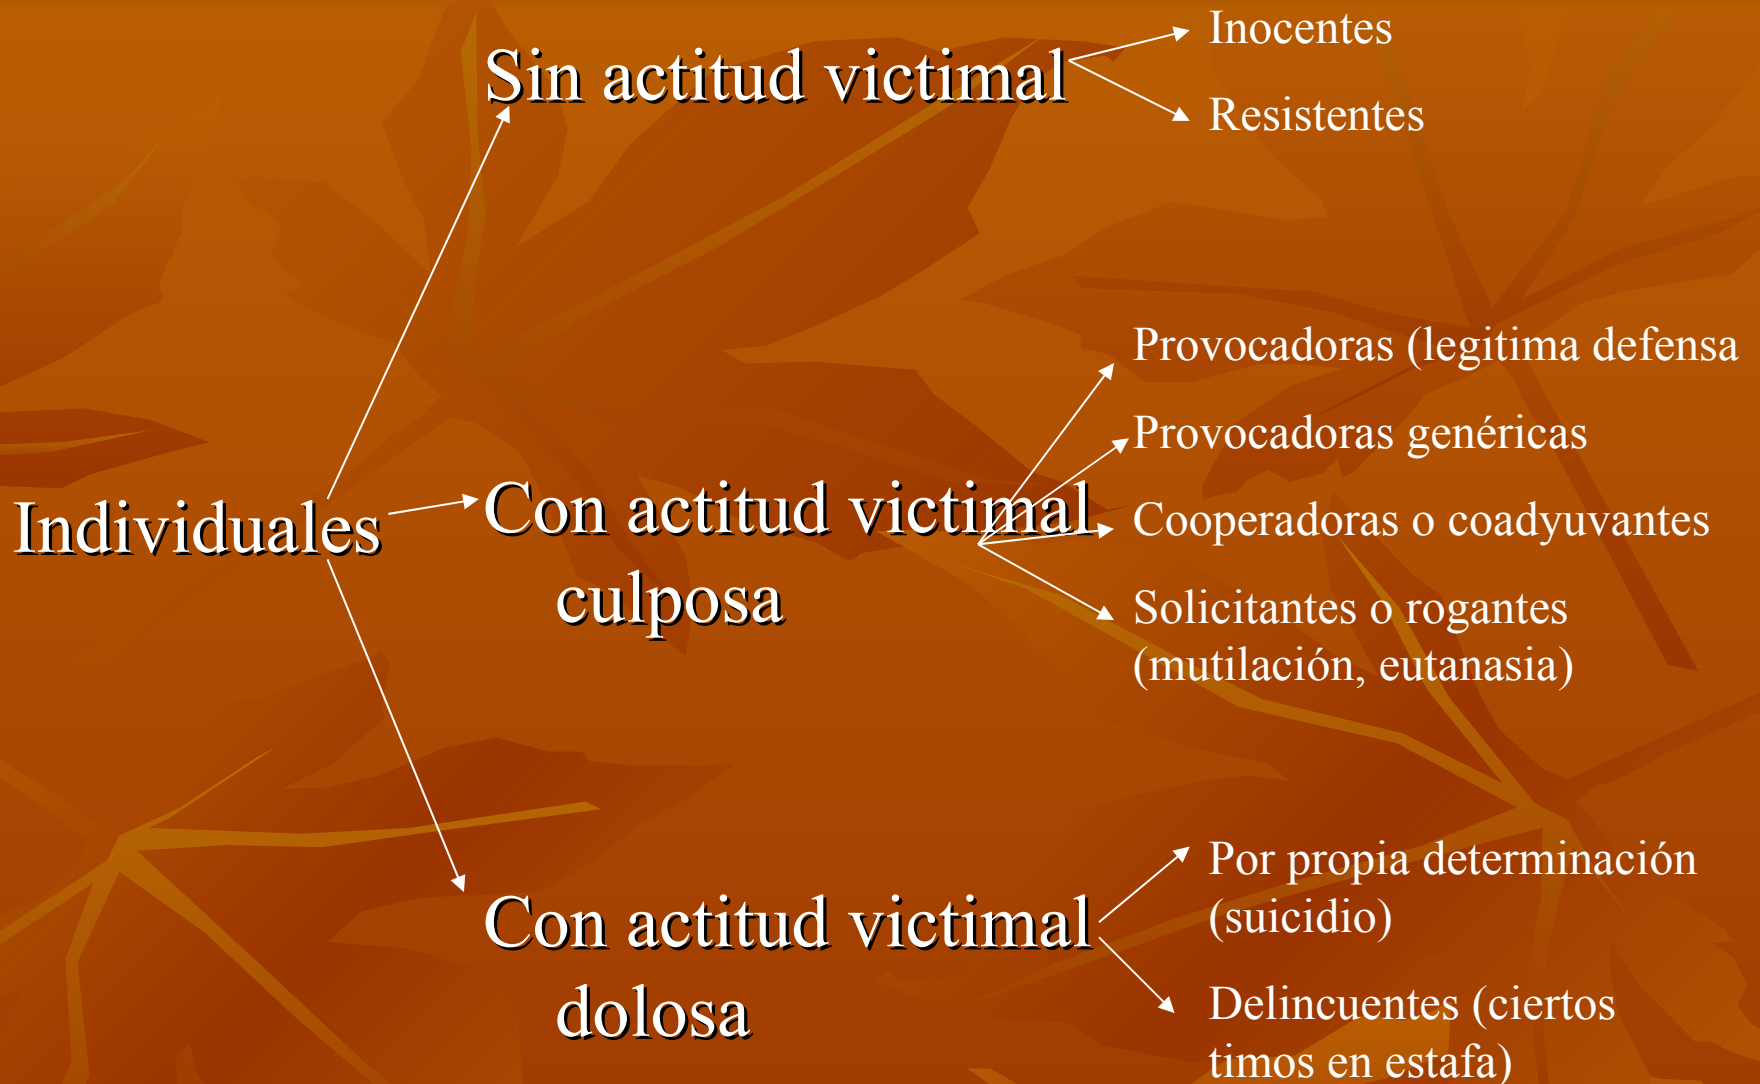 Individuales
Sin actitud victimal
Inocentes
Resistentes
Con actitud victimal
culposa
Provocadoras (legitima defensa
Provocadoras genéricas
Cooperadoras o coadyuvantes
Solicitantes o rogantes
(mutilación, eutanasia)
Con actitud victimal
dolosa
Por propia determinación
(suicidio)
Delincuentes (ciertos
timos en estafa)